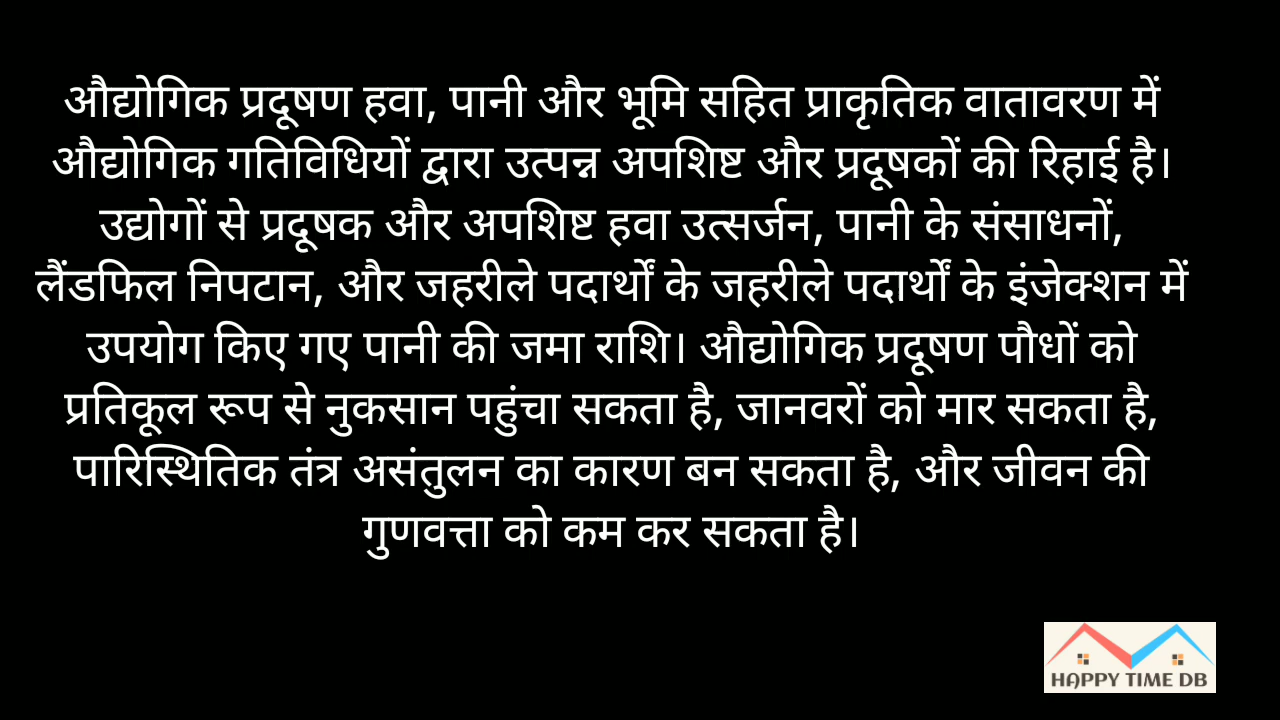 औद्योगिक प्रदूषण हवा, पानी और भूमि सहित प्राकृतिक वातावरण में
औद्योगिक गतिविधियों द्वारा उत्पन्न अपशिष्ट और प्रदूषकों की रिहाई है।
उद्योगों से प्रदूषक और अपशिष्ट हवा उत्सर्जन, पानी के संसाधनों,
लैंडफिल निपटान, और जहरीले पदार्थों के जहरीले पदार्थों के इंजेक्शन में
उपयोग किए गए पानी की जमा राशि। औद्योगिक प्रदूषण पौधों को
प्रतिकूल रूप से नुकसान पहुंचा सकता है, जानवरों को मार सकता है,
पारिस्थितिक तंत्र असंतुलन का कारण बन सकता है, और जीवन की
गुणवत्ता को कम कर सकता है।
HAPPY TIME DB